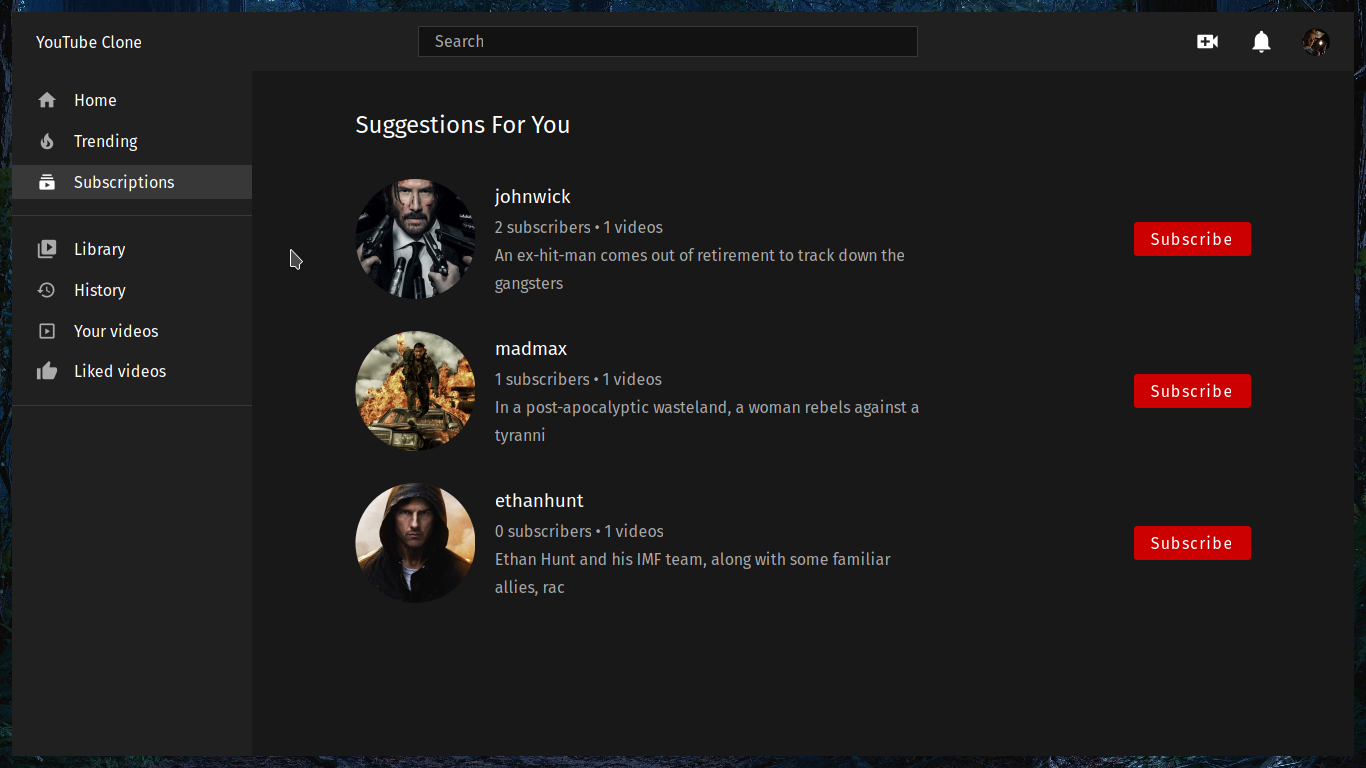 YouTube Clone
Search
Home
Trending
Subscriptions
Library
History
Your videos
Liked videos
Suggestions For You
johnwick
2 subscribers • 1 videos
An ex-hit-man comes out of retirement to track down the
gangsters
Subscribe
madmax
1 subscribers • 1 videos
In a post-apocalyptic wasteland, a woman rebels against a
tyranni
Subscribe
ethanhunt
0 subscribers • 1 videos
Ethan Hunt and his IMF team, along with some familiar
allies, rac
Subscribe